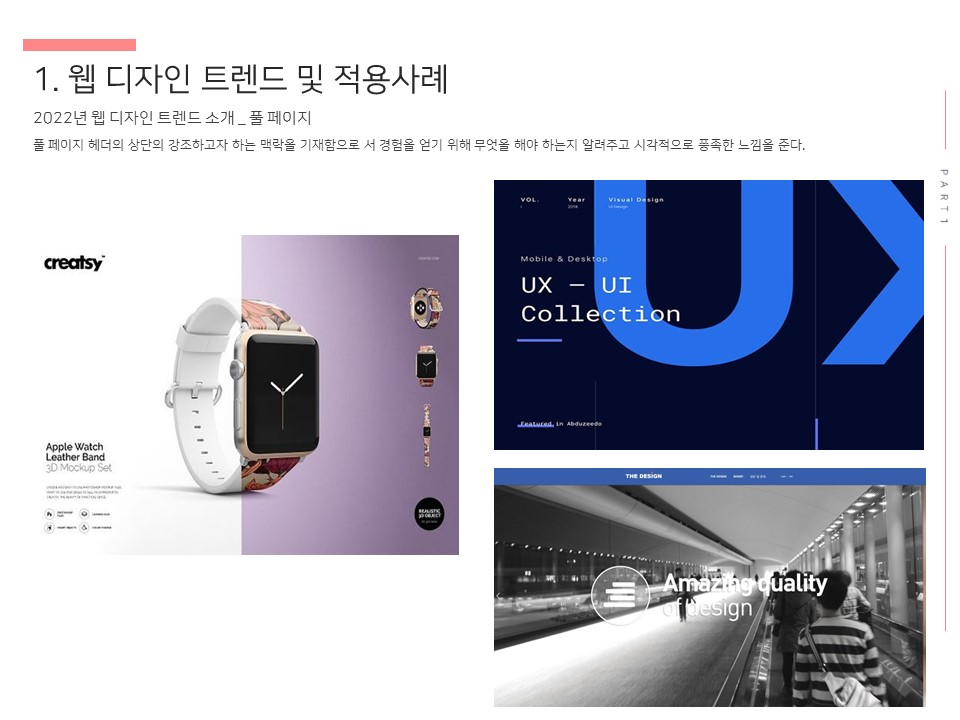 1. 웹 디자인 트렌드 및 적용사례
2022년 웹 디자인 트렌드 소개 _ 풀 페이지
풀 페이지 헤더의 상단의 강조하고자 하는 맥락을 기재함으로 서 경험을 얻기 위해 무엇을 해야 하는지 알려주고 시각적으로 풍족한 느낌을 준다.
PART1
creatsy
Apple Watch
Leather Band
3D Mockup Set
REALISTIC
3D OBJECT
VOL. Year Visual Design
2018 UI Design
Mobile & Desktop
UX — UI
Collection
Featured in Abduzeedo
UX
THE DESIGN
Amazing quality
of design